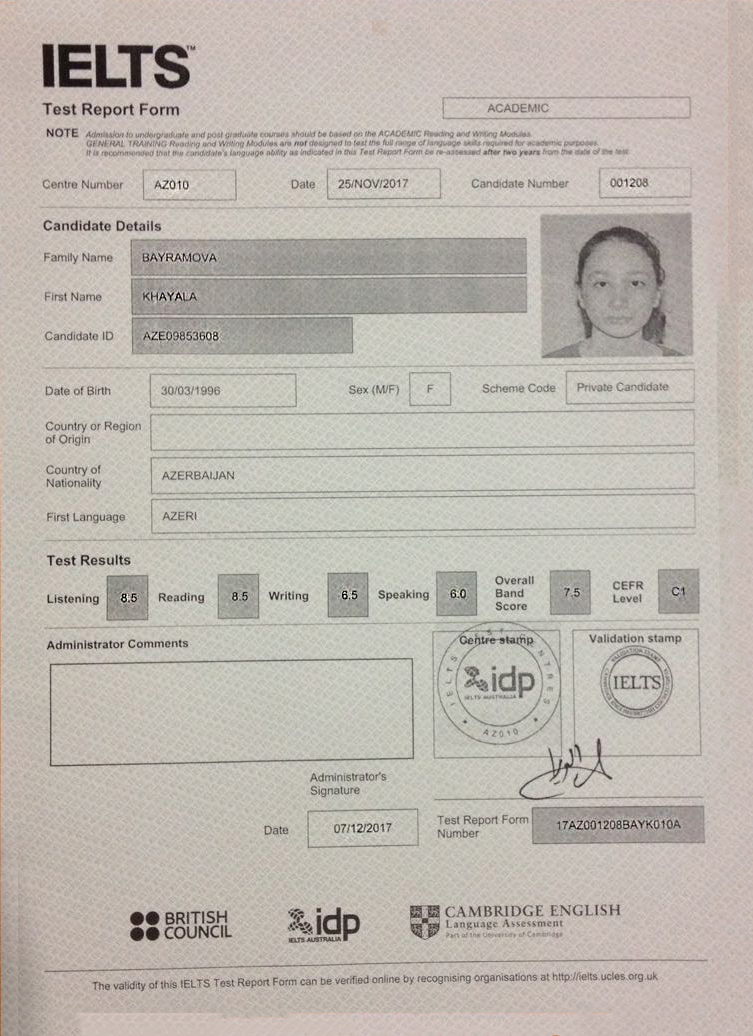 IELTS™
Test Report Form
ACADEMIC
NOTE Admission to undergraduate and post graduate courses should be based on the ACADEMIC Reading and Writing Modules.
GENERAL TRAINING Reading and Writing Modules are not designed to test the full range of language skills required for academic purposes.
It is recommended that the candidate's language ability as indicated in this Test Report Form be re-assessed after two years from the date of the test.
Centre Number AZ010 Date 25/NOV/2017 Candidate Number 001208
Candidate Details
Family Name BAYRAMOVA
First Name KHAYALA
Candidate ID AZE09853608
Date of Birth 30/03/1996 Sex (M/F) F Scheme Code Private Candidate
Country or Region
of Origin
Country of
Nationality AZERBAIJAN
First Language AZERI
Test Results
Listening 8.5 Reading 8.5 Writing 6.5 Speaking 6.0 Overall Band Score 7.5 CEFR Level C1
Administrator Comments
Centre stamp
IELTS CENTRES
idp
IELTS AUSTRALIA
AZ010
Validation stamp
IELTS
Administrator's
Signature
Date 07/12/2017
Test Report Form
Number 17AZ001208BAYK010A
BRITISH
COUNCIL
idp
IELTS AUSTRALIA
CAMBRIDGE ENGLISH
Language Assessment
Part of the University of Cambridge
The validity of this IELTS Test Report Form can be verified online by recognising organisations at http://ielts.ucles.org.uk